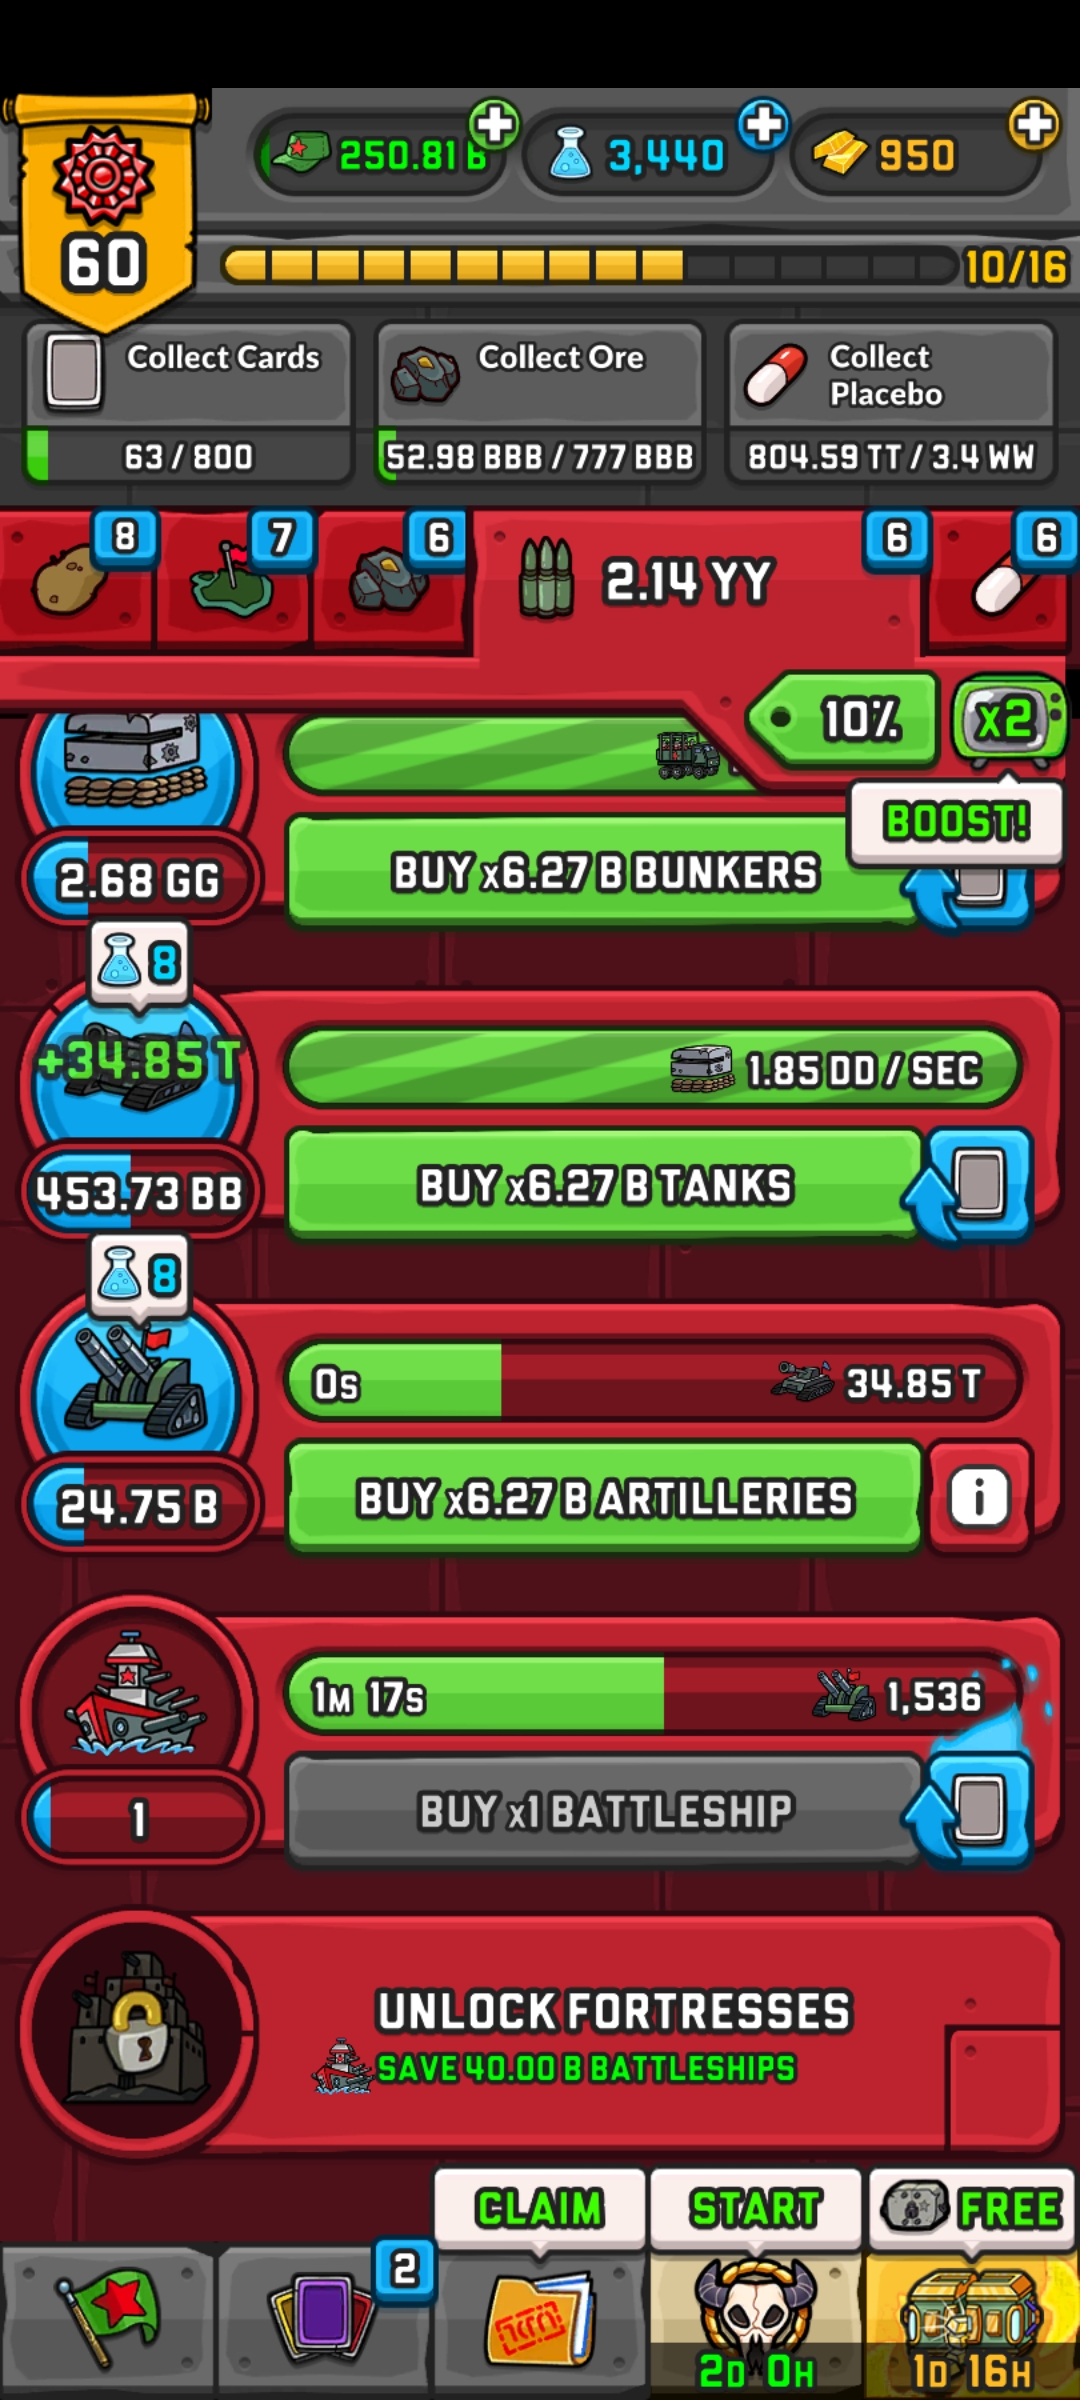 250.81 B
3,440
950
60
10/16
Collect Cards
63 / 800
Collect Ore
52.98 BBB / 777 BBB
Collect
Placebo
804.59 TT / 3.4 WW
8
7
6
2.14 YY
6
6
10%
x2
BOOST!
2.68 GG
BUY x6.27 B BUNKERS
8
+34.85 T
1.85 DD / SEC
453.73 BB
BUY x6.27 B TANKS
8
0s
34.85 T
24.75 B
BUY x6.27 B ARTILLERIES
i
1M 17s
1,536
1
BUY x1 BATTLESHIP
UNLOCK FORTRESSES
SAVE 40.00 B BATTLESHIPS
CLAIM
START
FREE
2
2D 0H
1D 16H